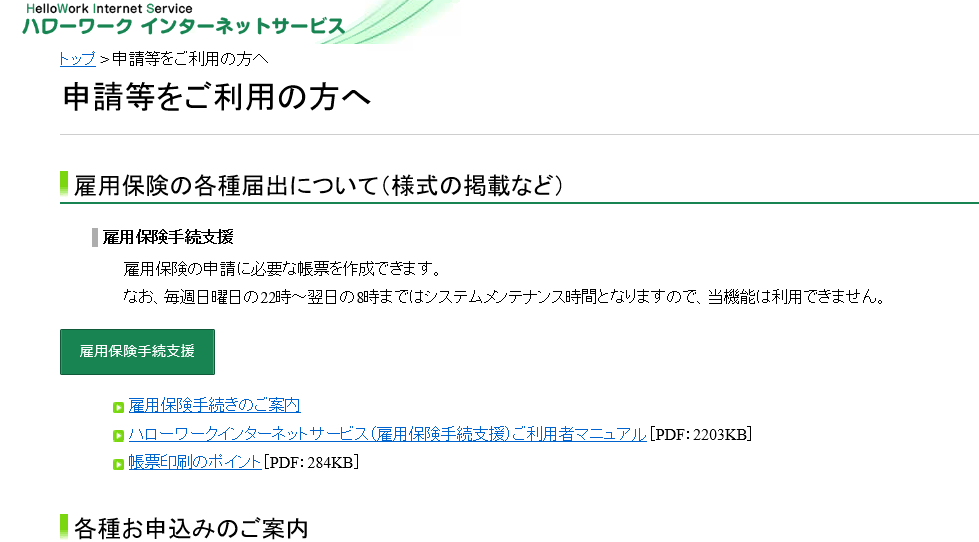 HelloWork Internet Service
ハローワーク インターネットサービス
トップ >申請等をご利用の方へ
申請等をご利用の方へ
雇用保険の各種届出について(様式の掲載など)
雇用保険手続支援
雇用保険の申請に必要な帳票を作成できます。
なお、毎週日曜日の22時～翌日の8時まではシステムメンテナンス時間となりますので、当機能は利用できません。
雇用保険手続支援
雇用保険手続きのご案内
ハローワークインターネットサービス(雇用保険手続支援)ご利用者マニュアル[PDF: 2203KB]
帳票印刷のポイント[PDF: 284KB]
各種お申込みのご案内